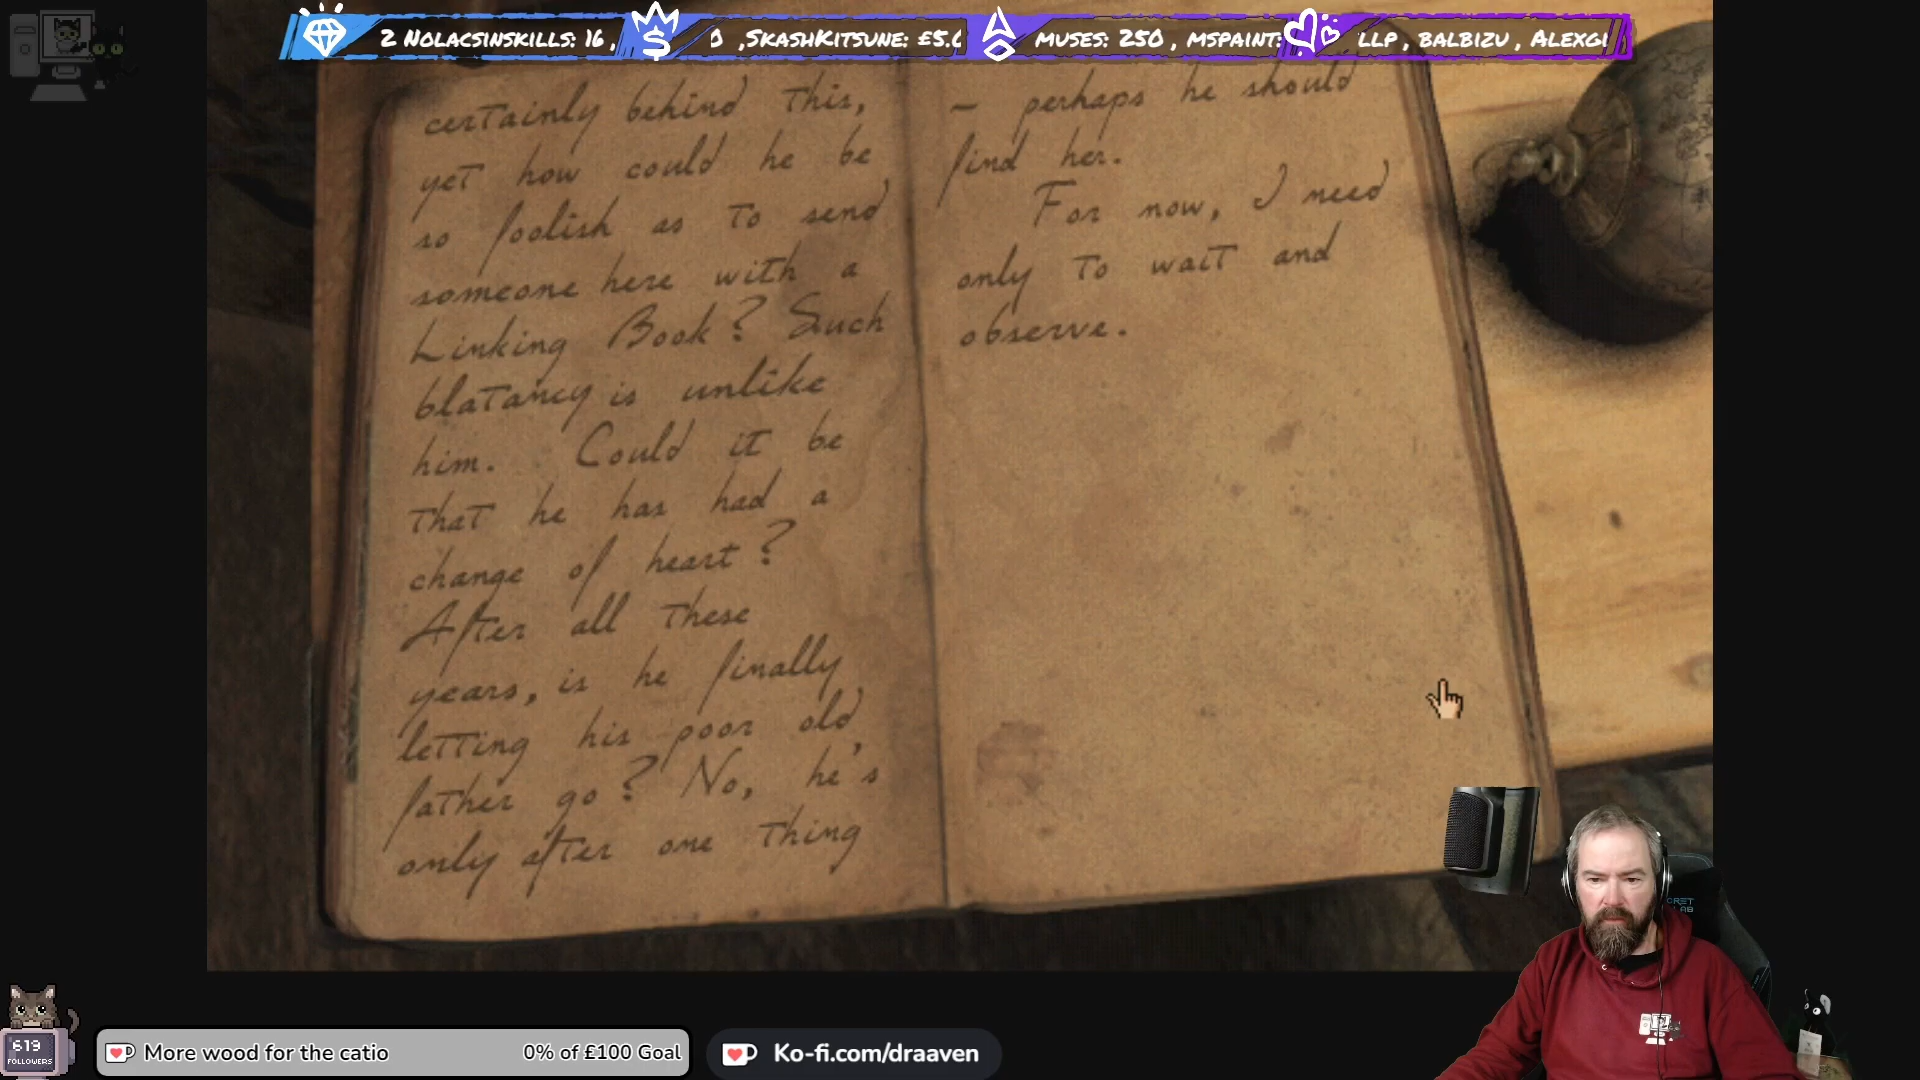 2 Nolacsinskills: 16 ,
, SkashKitsune: £5.
muses: 250 , mspaint:
llp , balbizu , Alexgi
certainly behind this,
yet how could he be
so foolish as to send
someone here with a
Linking Book? Such
blatancy is unlike
him. Could it be
that he has had a
change of heart?
After all these
years, is he finally
letting his poor old
father go? No, he's
only after one thing
– perhaps he should
find her.
For now, I need
only to wait and
observe.
CRET
LAB
619
FOLLOWERS
More wood for the catio
0% of £100 Goal
Ko-fi.com/draaven